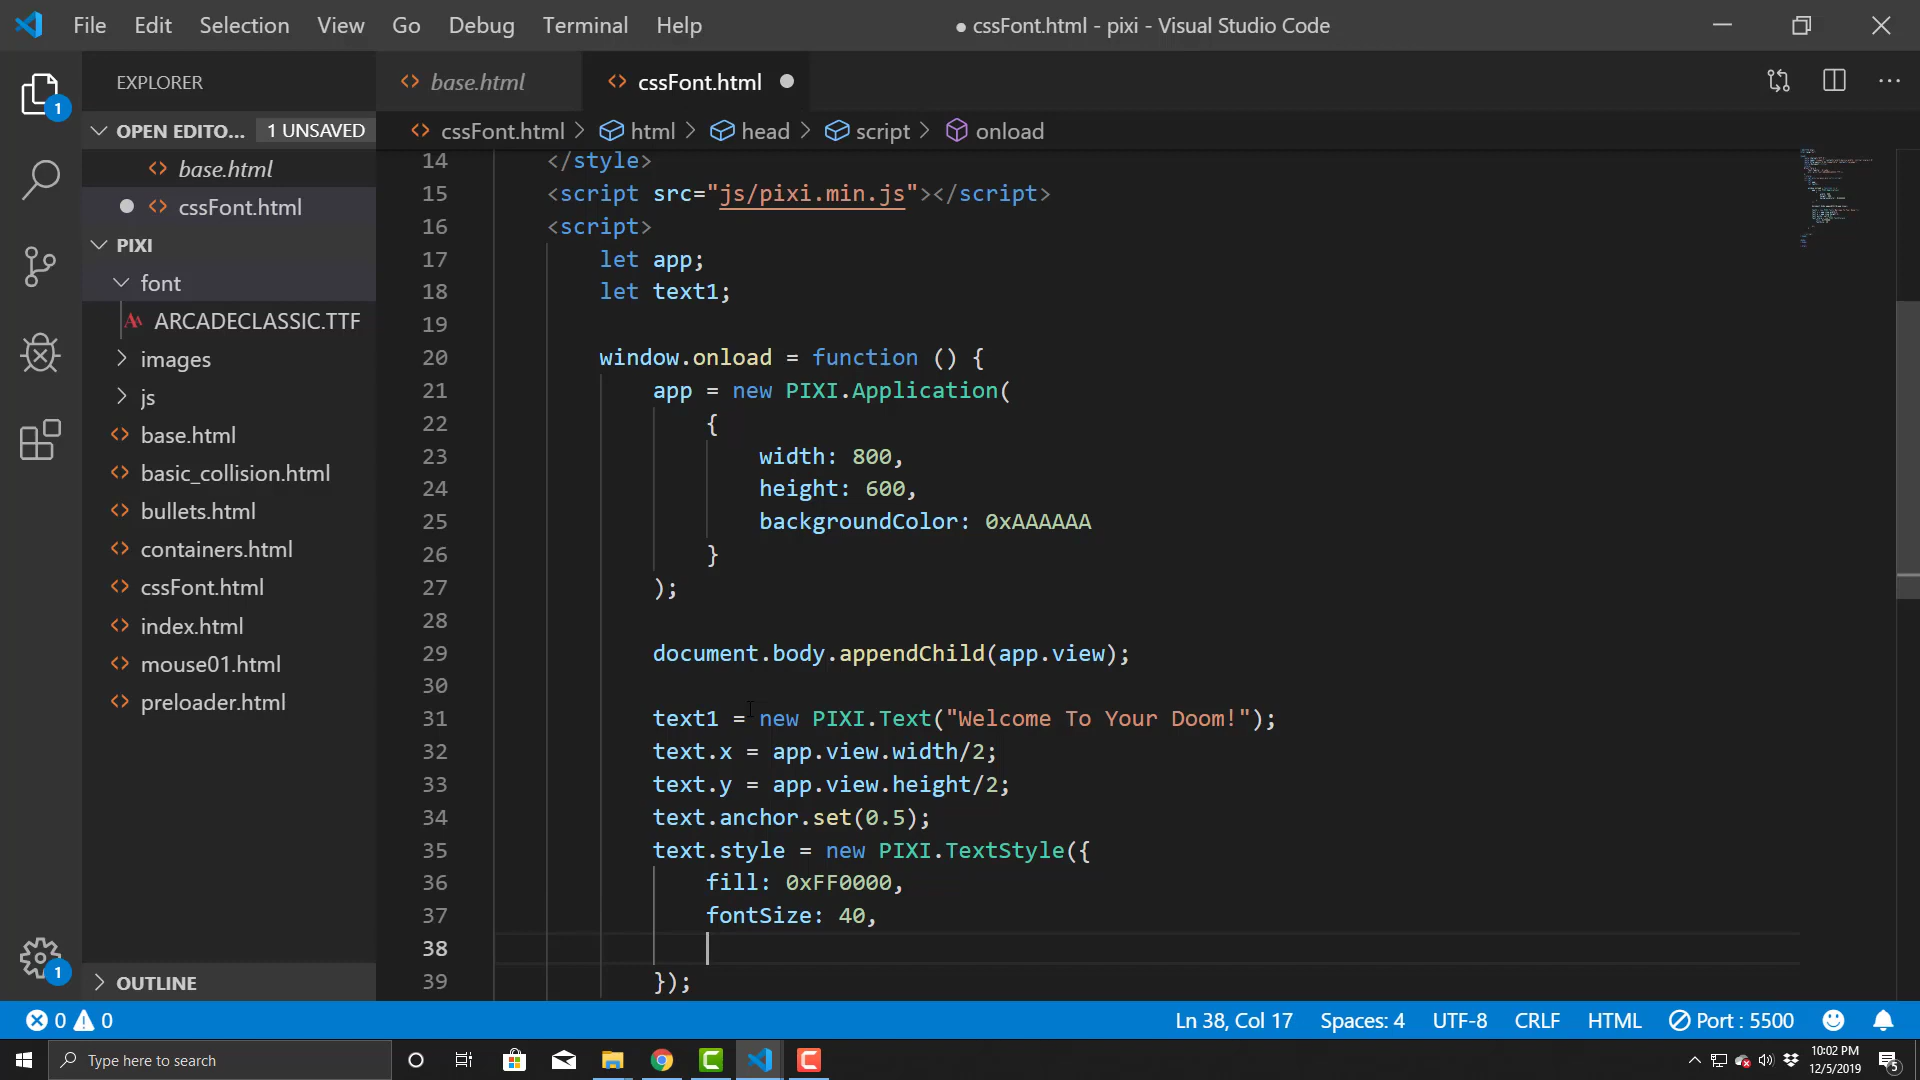 File Edit Selection View Go Debug Terminal Help
● cssFont.html - pixi - Visual Studio Code
EXPLORER
base.html
cssFont.html
OPEN EDITO... 1 UNSAVED
cssFont.html > html > head > script > onload
base.html
cssFont.html
PIXI
font
ARCADECLASSIC.TTF
images
js
base.html
basic_collision.html
bullets.html
containers.html
cssFont.html
index.html
mouse01.html
preloader.html
OUTLINE
14 </style>
15 <script src="js/pixi.min.js"></script>
16 <script>
17 let app;
18 let text1;
19
20 window.onload = function () {
21 app = new PIXI.Application(
22 {
23 width: 800,
24 height: 600,
25 backgroundColor: 0xAAAAAA
26 }
27 );
28
29 document.body.appendChild(app.view);
30
31 text1 = new PIXI.Text("Welcome To Your Doom!");
32 text.x = app.view.width/2;
33 text.y = app.view.height/2;
34 text.anchor.set(0.5);
35 text.style = new PIXI.TextStyle({
36 fill: 0xFF0000,
37 fontSize: 40,
38
39 });
1
1
0 0
Ln 38, Col 17 Spaces: 4 UTF-8 CRLF HTML Port : 5500
Type here to search
10:02 PM
12/5/2019
5